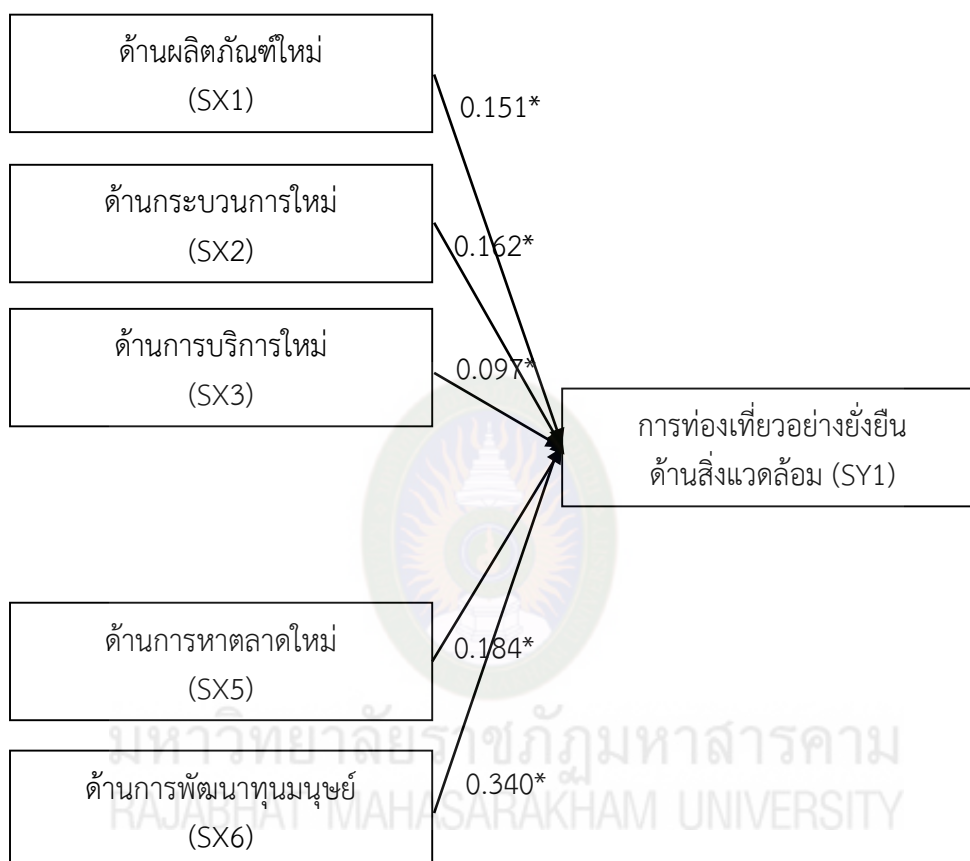 ด้านผลิตภัณฑ์ใหม่
(SX1)
0.151*
ด้านกระบวนการใหม่
(SX2)
0.162*
ด้านการบริการใหม่
(SX3)
0.097*
การท่องเที่ยวอย่างยั่งยืน
ด้านสิ่งแวดล้อม (SY1)
ด้านการหาตลาดใหม่
(SX5)
0.184*
ด้านการพัฒนาทุนมนุษย์
(SX6)
0.340*
มหาวิทยาลัยราชภัฏมหาสารคาม
RAJABHAT MAHASARAKHAM UNIVERSITY